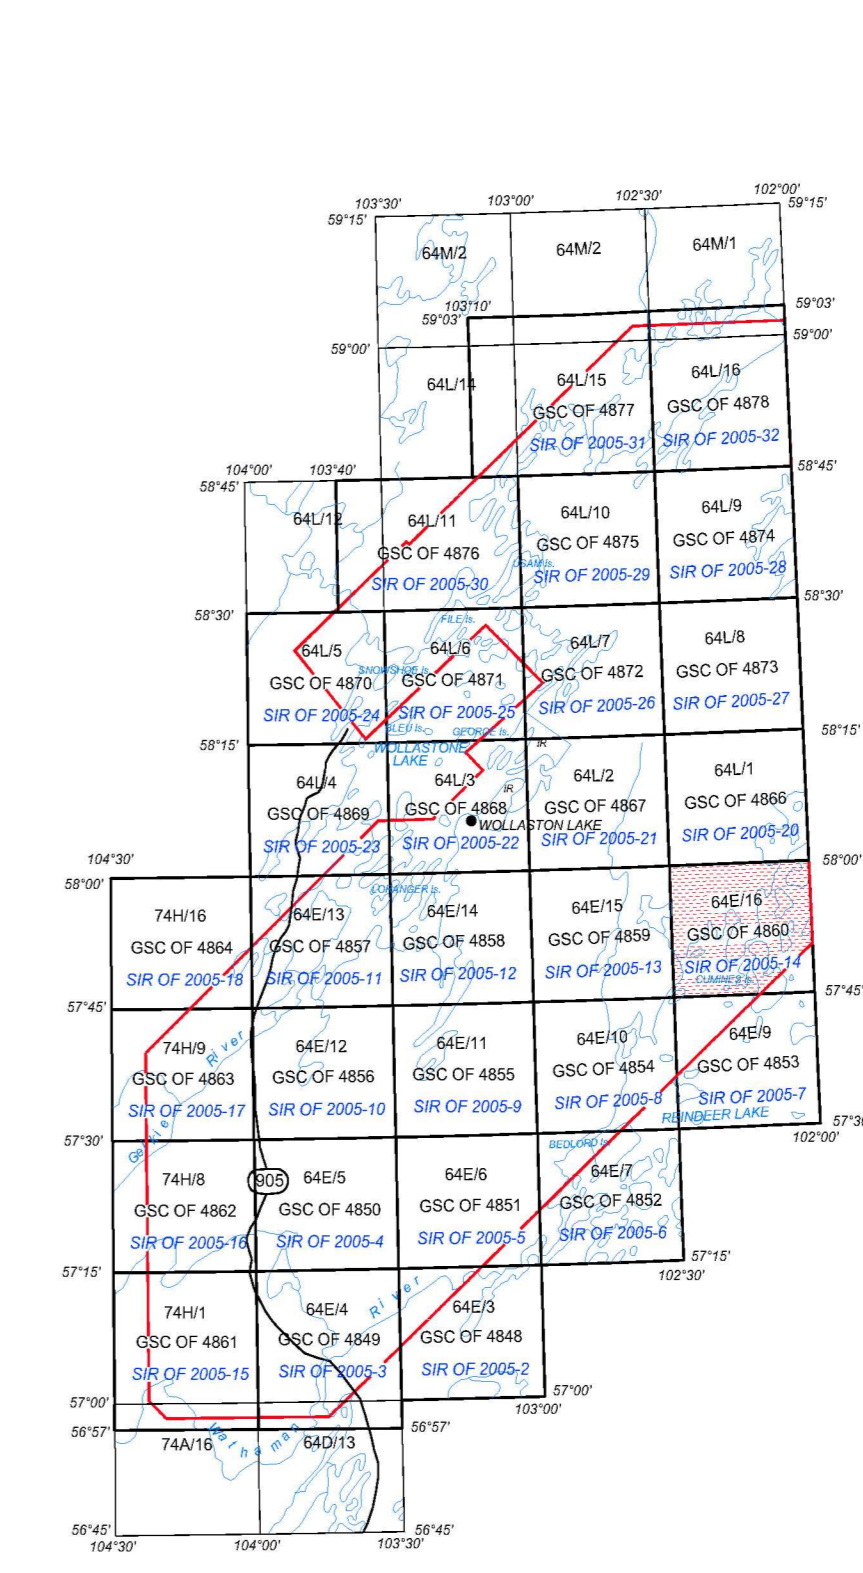 103°30'
103°00'
102°30'
102°00'
59°15'
59°15'
64M/2
64M/2
64M/1
103°10'
59°03'
59°03'
59°00'
59°00'
64L/14
64L/15
GSC OF 4877
SIR OF 2005-31
64L/16
GSC OF 4878
SIR OF 2005-32
104°00'
103°40'
58°45'
58°45'
64L/12
64L/11
GSC OF 4876
SIR OF 2005-30
64L/10
GSC OF 4875
USAM Is.
SIR OF 2005-29
64L/9
GSC OF 4874
SIR OF 2005-28
58°30'
58°30'
FILE Is.
64L/5
SNOWSHOE Is.
GSC OF 4870
SIR OF 2005-24
64L/6
GSC OF 4871
SIR OF 2005-25
BLEU Is.
GEORGE Is.
64L/7
GSC OF 4872
SIR OF 2005-26
64L/8
GSC OF 4873
SIR OF 2005-27
58°15'
58°15'
WOLLASTONE
LAKE
IR
64L/4
GSC OF 4869
SIR OF 2005-23
64L/3
IR
GSC OF 4868
WOLLASTON LAKE
SIR OF 2005-22
64L/2
GSC OF 4867
SIR OF 2005-21
64L/1
GSC OF 4866
SIR OF 2005-20
104°30'
58°00'
58°00'
LORANGER Is.
74H/16
GSC OF 4864
SIR OF 2005-18
64E/13
GSC OF 4857
SIR OF 2005-11
64E/14
GSC OF 4858
SIR OF 2005-12
64E/15
GSC OF 4859
SIR OF 2005-13
64E/16
GSC OF 4860
SIR OF 2005-14
CUMINES Is.
57°45'
57°45'
74H/9
GSC OF 4863
SIR OF 2005-17
Geikie River
64E/12
GSC OF 4856
SIR OF 2005-10
64E/11
GSC OF 4855
SIR OF 2005-9
64E/10
GSC OF 4854
SIR OF 2005-8
64E/9
GSC OF 4853
SIR OF 2005-7
REINDEER LAKE
57°30'
57°30'
102°00'
BEDLORD Is.
74H/8
GSC OF 4862
SIR OF 2005-16
905
64E/5
GSC OF 4850
SIR OF 2005-4
64E/6
GSC OF 4851
SIR OF 2005-5
64E/7
GSC OF 4852
SIR OF 2005-6
57°15'
57°15'
102°30'
74H/1
GSC OF 4861
SIR OF 2005-15
64E/4
GSC OF 4849
SIR OF 2005-3
Wathaman River
64E/3
GSC OF 4848
SIR OF 2005-2
57°00'
57°00'
103°00'
56°57'
56°57'
74A/16
64D/13
56°45'
56°45'
104°30'
104°00'
103°30'